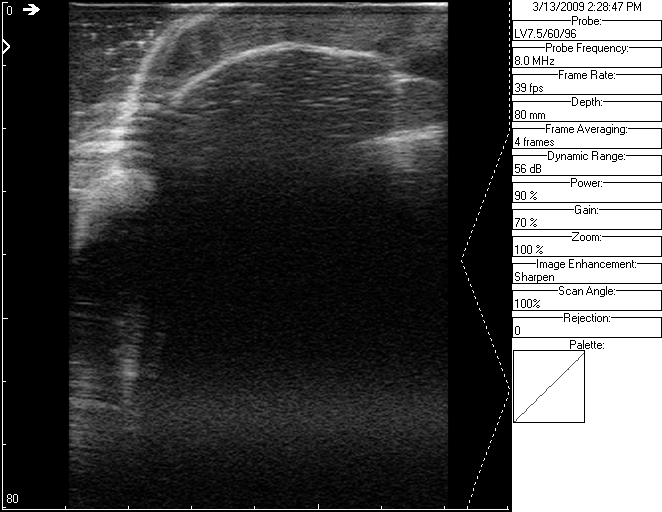 0
80
3/13/2009 2:28:47 PM
Probe:
LV7.5/60/96
Probe Frequency:
8.0 MHz
Frame Rate:
39 fps
Depth:
80 mm
Frame Averaging:
4 frames
Dynamic Range:
56 dB
Power:
90 %
Gain:
70 %
Zoom:
100 %
Image Enhancement:
Sharpen
Scan Angle:
100%
Rejection:
0
Palette: